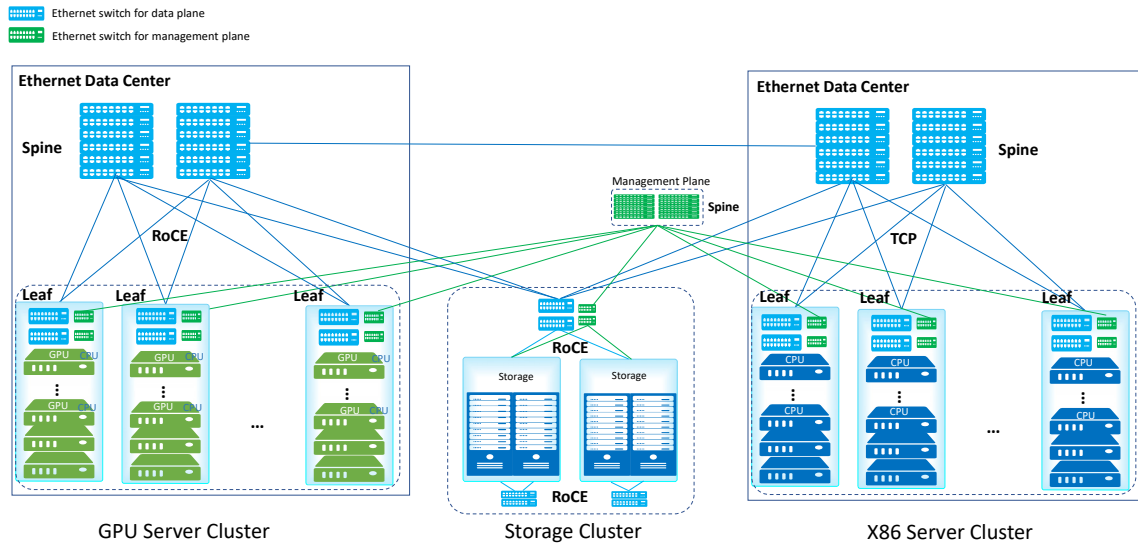 Ethernet switch for data plane
Ethernet switch for management plane
Ethernet Data Center
Ethernet Data Center
Spine
Spine
Management Plane
Spine
RoCE
TCP
Leaf
Leaf
Leaf
Leaf
Leaf
Leaf
RoCE
GPU
CPU
GPU
CPU
GPU
CPU
Storage
Storage
CPU
CPU
CPU
...
...
...
...
...
...
GPU
CPU
GPU
CPU
GPU
CPU
CPU
CPU
CPU
...
...
RoCE
GPU Server Cluster
Storage Cluster
X86 Server Cluster